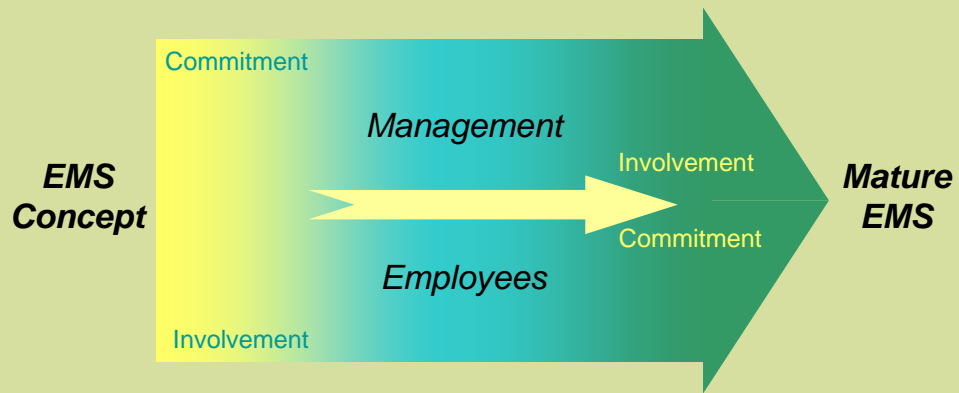 Commitment
Management
EMS
Concept
Involvement
Commitment
Mature
EMS
Employees
Involvement